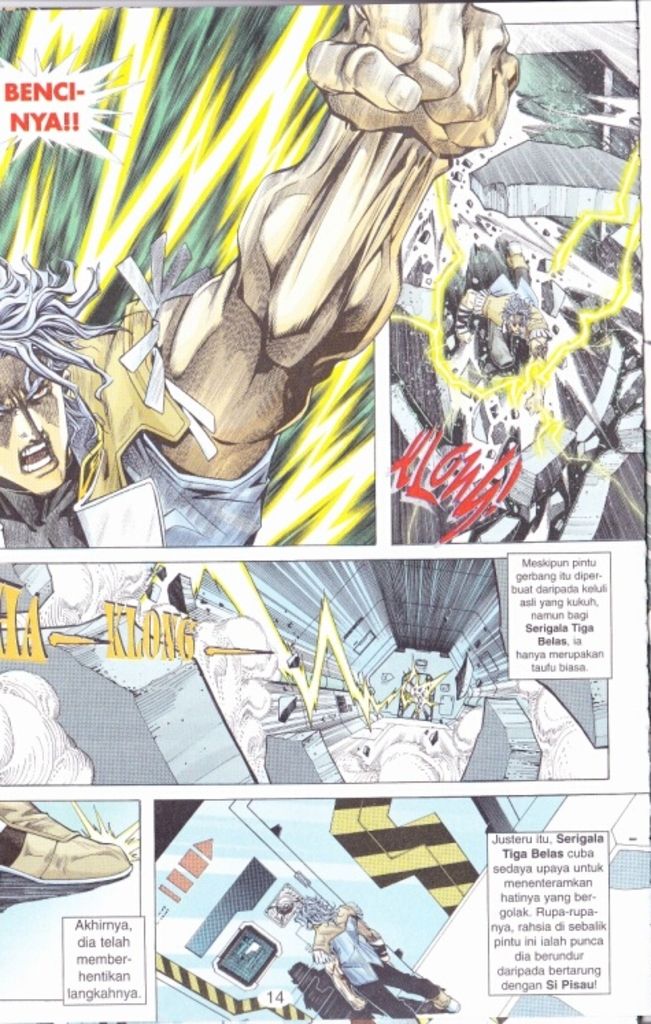 BENCI-
NYA!!
KLONG!
LLA — KLONG —
Meskipun pintu
gerbang itu diper-
buat daripada keluli
asli yang kukuh,
namun bagi
Serigala Tiga
Belas, ia
hanya merupakan
taufu biasa.
Akhirnya,
dia telah
member-
hentikan
langkahnya.
Justeru itu, Serigala
Tiga Belas cuba
sedaya upaya untuk
menenteramkan
hatinya yang ber-
golak. Rupa-rupa-
nya, rahsia di sebalik
pintu ini ialah punca
dia berundur
daripada bertarung
dengan Si Pisau!
14